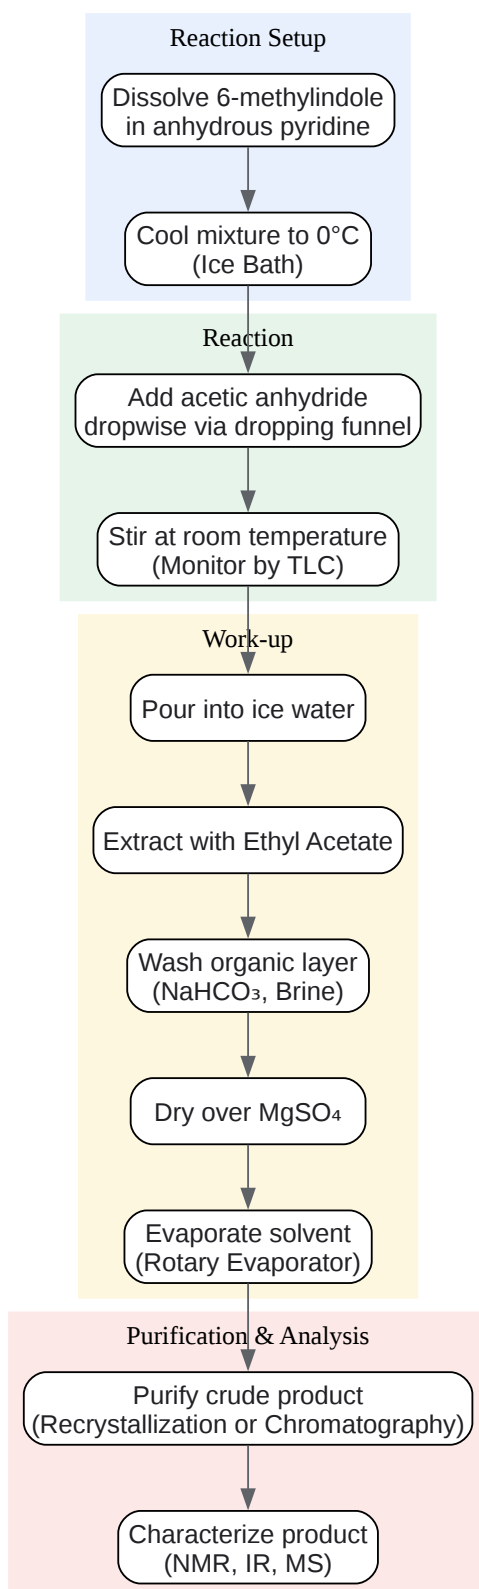 Reaction Setup
Dissolve 6-methylindole
in anhydrous pyridine
Cool mixture to 0°C
(Ice Bath)
Reaction
Add acetic anhydride
dropwise via dropping funnel
Stir at room temperature
(Monitor by TLC)
Work-up
Pour into ice water
Extract with Ethyl Acetate
Wash organic layer
(NaHCO₃, Brine)
Dry over MgSO₄
Evaporate solvent
(Rotary Evaporator)
Purification & Analysis
Purify crude product
(Recrystallization or Chromatography)
Characterize product
(NMR, IR, MS)